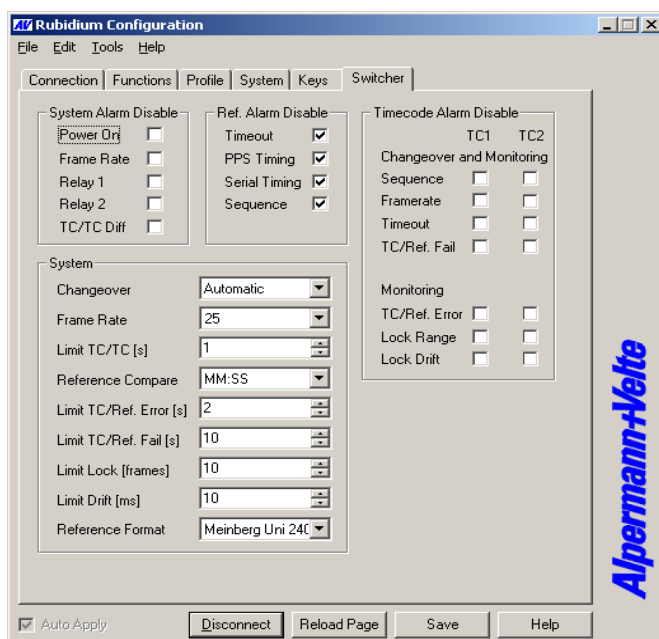 AV Rubidium Configuration
File Edit Tools Help
Connection Functions Profile System Keys Switcher
System Alarm Disable
Power On
Frame Rate
Relay 1
Relay 2
TC/TC Diff
Ref. Alarm Disable
Timeout
PPS Timing
Serial Timing
Sequence
Timecode Alarm Disable
TC1 TC2
Changeover and Monitoring
Sequence
Framerate
Timeout
TC/Ref. Fail
Monitoring
TC/Ref. Error
Lock Range
Lock Drift
System
Changeover Automatic
Frame Rate 25
Limit TC/TC [s] 1
Reference Compare MM:SS
Limit TC/Ref. Error [s] 2
Limit TC/Ref. Fail [s] 10
Limit Lock [frames] 10
Limit Drift [ms] 10
Reference Format Meinberg Uni 240
Alpermann+Velte
Auto Apply Disconnect Reload Page Save Help